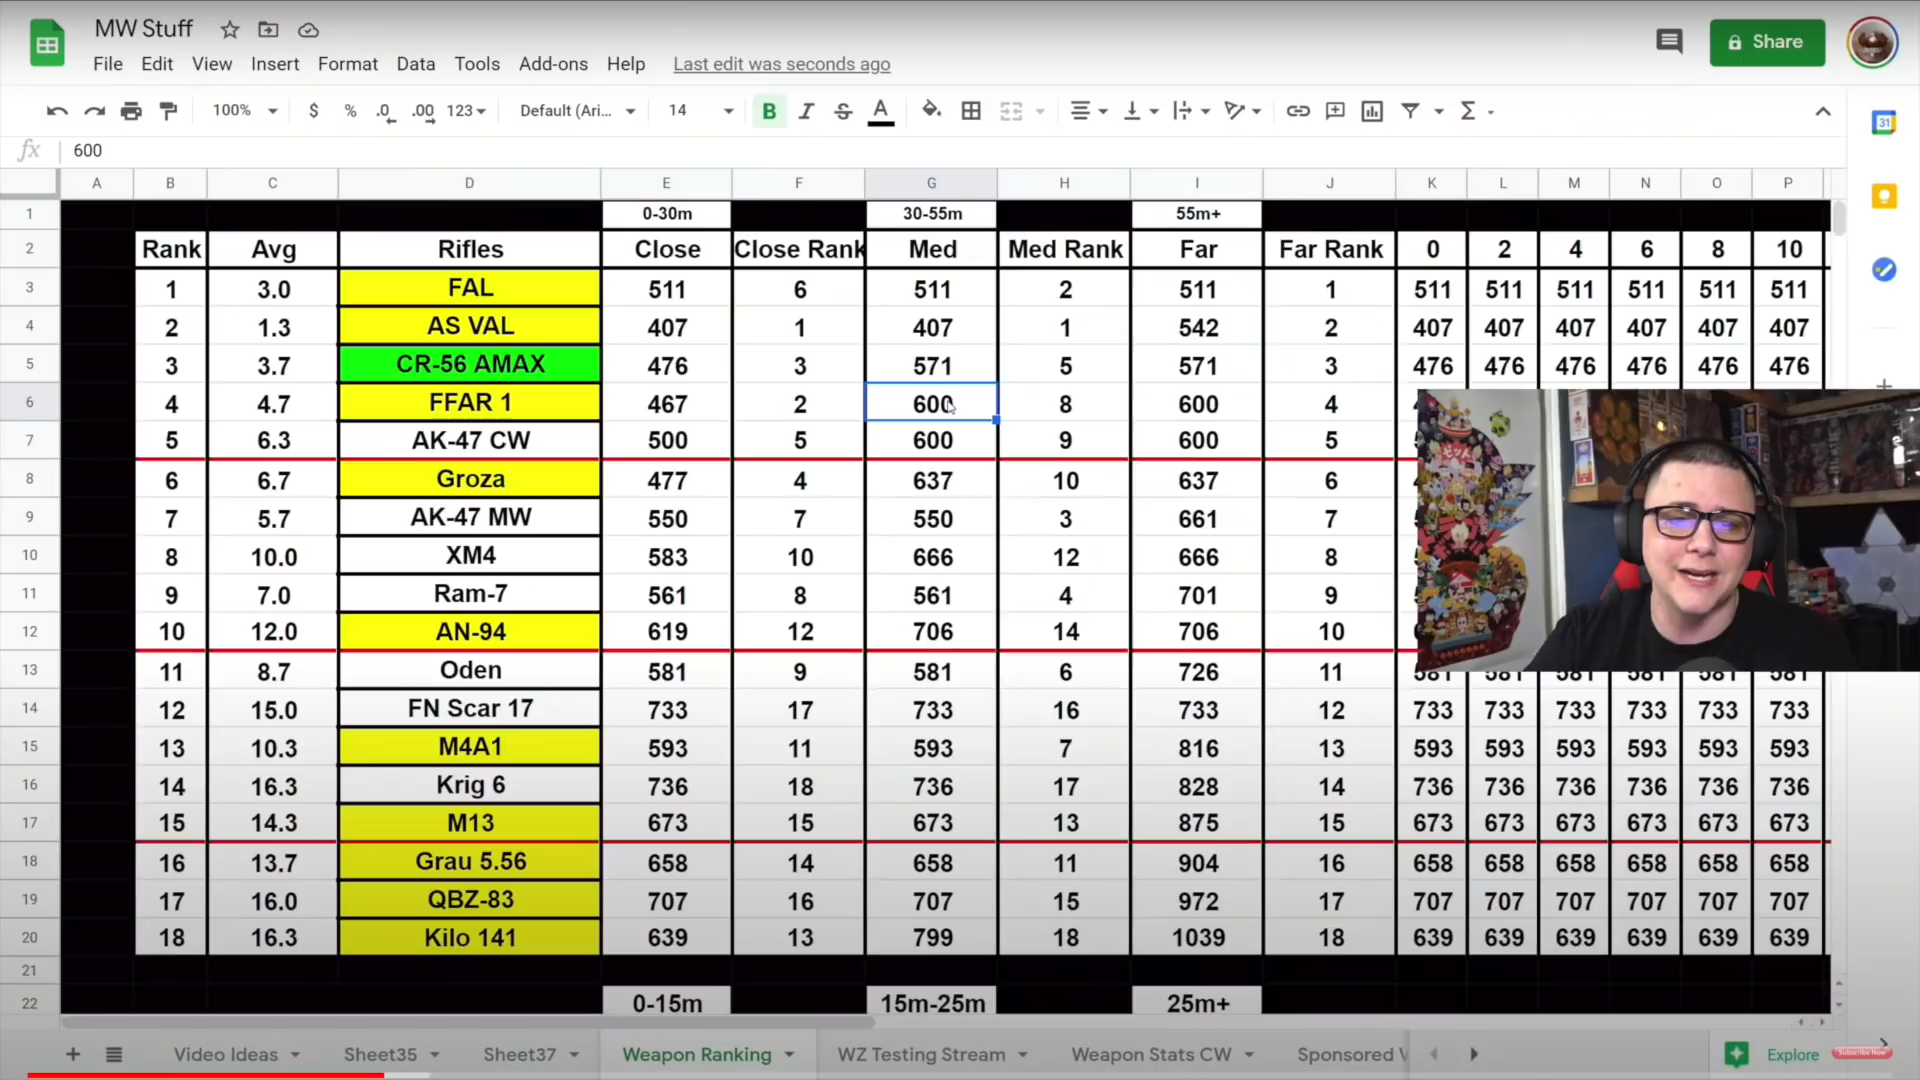 MW Stuff
Share
File Edit View Insert Format Data Tools Add-ons Help Last edit was seconds ago
100% $ % .0 .00 123 Default (Ari... 14 B I S A
31
fx 600
A B C D E F G H I J K L M N O P
1 0-30m 30-55m 55m+
2 Rank Avg Rifles Close Close Rank Med Med Rank Far Far Rank 0 2 4 6 8 10
3 1 3.0 FAL 511 6 511 2 511 1 511 511 511 511 511 511
4 2 1.3 AS VAL 407 1 407 1 542 2 407 407 407 407 407 407
5 3 3.7 CR-56 AMAX 476 3 571 5 571 3 476 476 476 476 476 476
6 4 4.7 FFAR 1 467 2 600 8 600 4
7 5 6.3 AK-47 CW 500 5 600 9 600 5
8 6 6.7 Groza 477 4 637 10 637 6
9 7 5.7 AK-47 MW 550 7 550 3 661 7
10 8 10.0 XM4 583 10 666 12 666 8
11 9 7.0 Ram-7 561 8 561 4 701 9
12 10 12.0 AN-94 619 12 706 14 706 10
13 11 8.7 Oden 581 9 581 6 726 11 581 581 581 581 581 581
14 12 15.0 FN Scar 17 733 17 733 16 733 12 733 733 733 733 733 733
15 13 10.3 M4A1 593 11 593 7 816 13 593 593 593 593 593 593
16 14 16.3 Krig 6 736 18 736 17 828 14 736 736 736 736 736 736
17 15 14.3 M13 673 15 673 13 875 15 673 673 673 673 673 673
18 16 13.7 Grau 5.56 658 14 658 11 904 16 658 658 658 658 658 658
19 17 16.0 QBZ-83 707 16 707 15 972 17 707 707 707 707 707 707
20 18 16.3 Kilo 141 639 13 799 18 1039 18 639 639 639 639 639 639
21
22 0-15m 15m-25m 25m+
Video Ideas Sheet35 Sheet37 Weapon Ranking WZ Testing Stream Weapon Stats CW Sponsored Explore Subscribe Now